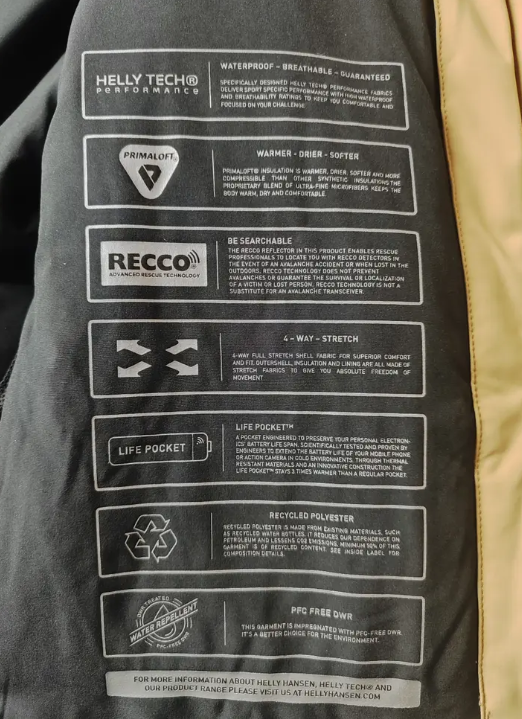 HELLY TECH®
PERFORMANCE
WATERPROOF - BREATHABLE - GUARANTEED
SPECIFICALLY DESIGNED HELLY TECH® PERFORMANCE FABRICS
DELIVER SPORT SPECIFIC PERFORMANCE WITH HIGH WATERPROOF
AND BREATHABILITY RATINGS TO KEEP YOU COMFORTABLE AND
FOCUSED ON YOUR CHALLENGE
PRIMALOFT®
WARMER - DRIER - SOFTER
PRIMALOFT® INSULATION IS WARMER, DRIER, SOFTER AND MORE
COMPRESSIBLE THAN OTHER SYNTHETIC INSULATIONS THE
PROPRIETARY BLEND OF ULTRA-FINE MICROFIBERS KEEPS THE
BODY WARM, DRY AND COMFORTABLE.
RECCO
ADVANCED RESCUE TECHNOLOGY
BE SEARCHABLE
THE RECCO REFLECTOR IN THIS PRODUCT ENABLES RESCUE
PROFESSIONALS TO LOCATE YOU WITH RECCO DETECTORS IN
THE EVENT OF AN AVALANCHE ACCIDENT OR WHEN LOST IN THE
OUTDOORS, RECCO TECHNOLOGY DOES NOT PREVENT
AVALANCHES OR GUARANTEE THE SURVIVAL OR LOCALIZATION
OF A VICTIM OR LOST PERSON, RECCO TECHNOLOGY IS NOT A
SUBSTITUTE FOR AN AVALANCHE TRANSCEIVER.
4 - WAY - STRETCH
4-WAY FULL STRETCH SHELL FABRIC FOR SUPERIOR COMFORT
AND FIT. OUTERSHELL, INSULATION AND LINING ARE ALL MADE OF
STRETCH FABRICS TO GIVE YOU ABSOLUTE FREEDOM OF
MOVEMENT
LIFE POCKET
LIFE POCKET™
A POCKET ENGINEERED TO PRESERVE YOUR PERSONAL ELECTRON-
ICS' BATTERY LIFE SPAN. SCIENTIFICALLY TESTED AND PROVEN BY
ENGINEERS TO EXTEND THE BATTERY LIFE OF YOUR MOBILE PHONE
OR ACTION CAMERA IN COLD ENVIRONMENTS. THROUGH THERMAL
RESISTANT MATERIALS AND AN INNOVATIVE CONSTRUCTION THE
LIFE POCKET™ STAYS 3 TIMES WARMER THAN A REGULAR POCKET.
RECYCLED POLYESTER
RECYCLED POLYESTER IS MADE FROM EXISTING MATERIALS, SUCH
AS RECYCLED WATER BOTTLES. IT REDUCES OUR DEPENDENCE ON
PETROLEUM AND LESSENS CO2 EMISSIONS. MINIMUM 50% OF THIS
GARMENT IS OF RECYCLED CONTENT. SEE INSIDE LABEL FOR
COMPOSITION DETAILS.
DWR TREATED
WATER REPELLENT
PFC-FREE DWR
PFC FREE DWR
THIS GARMENT IS IMPREGNATED WITH PFC-FREE DWR.
IT'S A BETTER CHOICE FOR THE ENVIRONMENT.
FOR MORE INFORMATION ABOUT HELLY HANSEN, HELLY TECH® AND
OUR PRODUCT RANGE PLEASE VISIT US AT HELLYHANSEN.COM